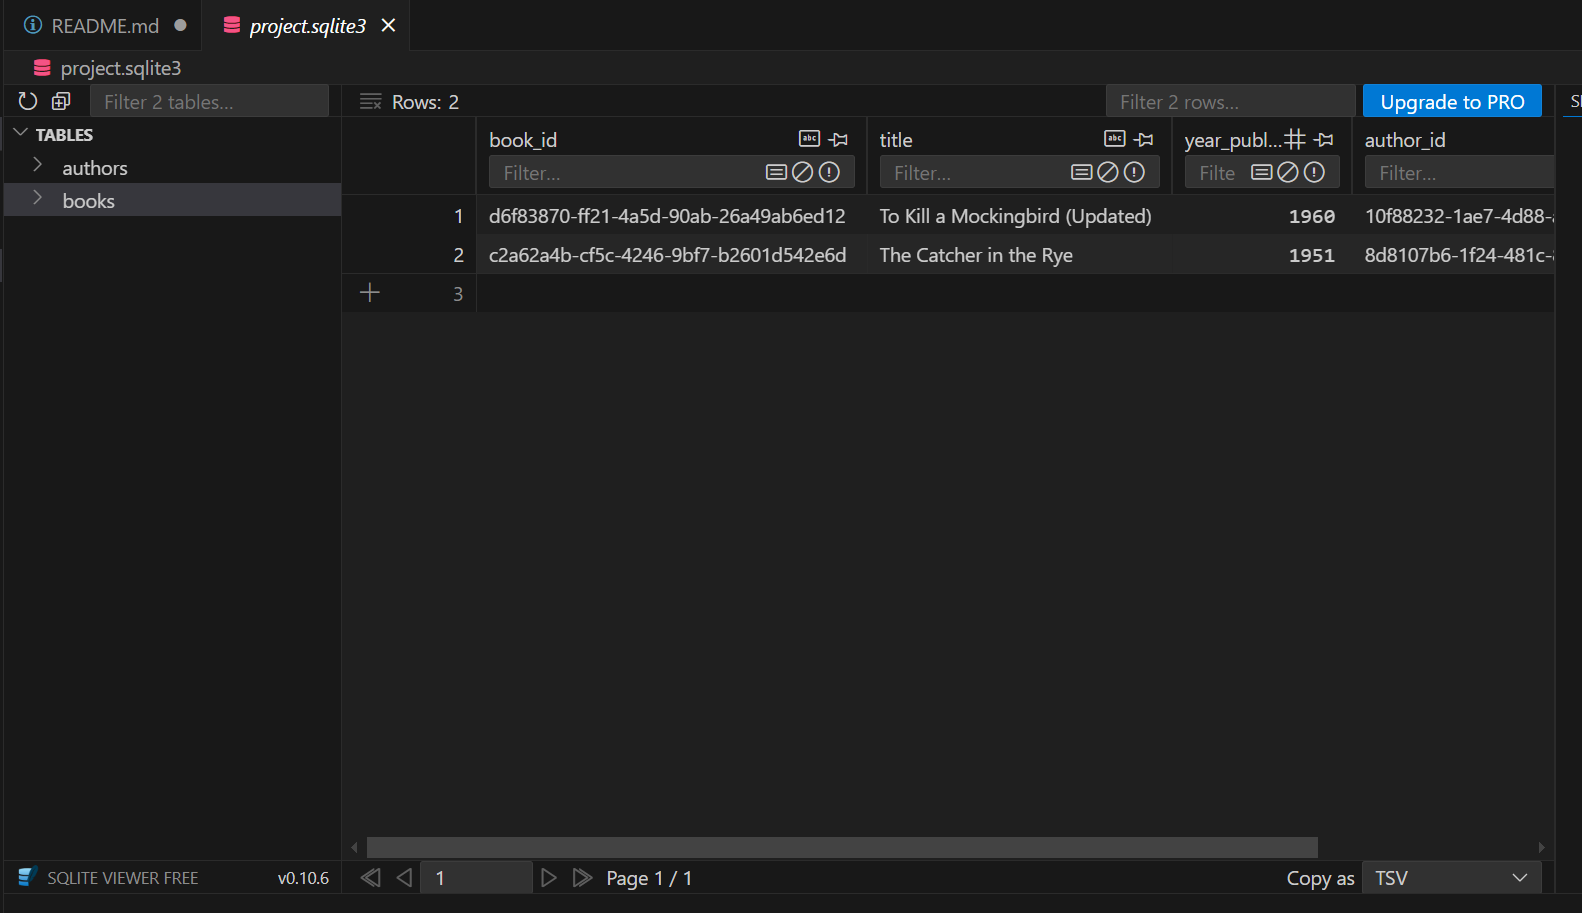 README.md
project.sqlite3
project.sqlite3
Filter 2 tables...
Rows: 2
Filter 2 rows...
Upgrade to PRO
TABLES
authors
books
book_id
title
year_publ...
author_id
Filter...
Filter...
Filte
Filter...
1 d6f83870-ff21-4a5d-90ab-26a49ab6ed12 To Kill a Mockingbird (Updated) 1960 10f88232-1ae7-4d88-
2 c2a62a4b-cf5c-4246-9bf7-b2601d542e6d The Catcher in the Rye 1951 8d8107b6-1f24-481c-
3
SQLITE VIEWER FREE v0.10.6
1
Page 1 / 1
Copy as TSV